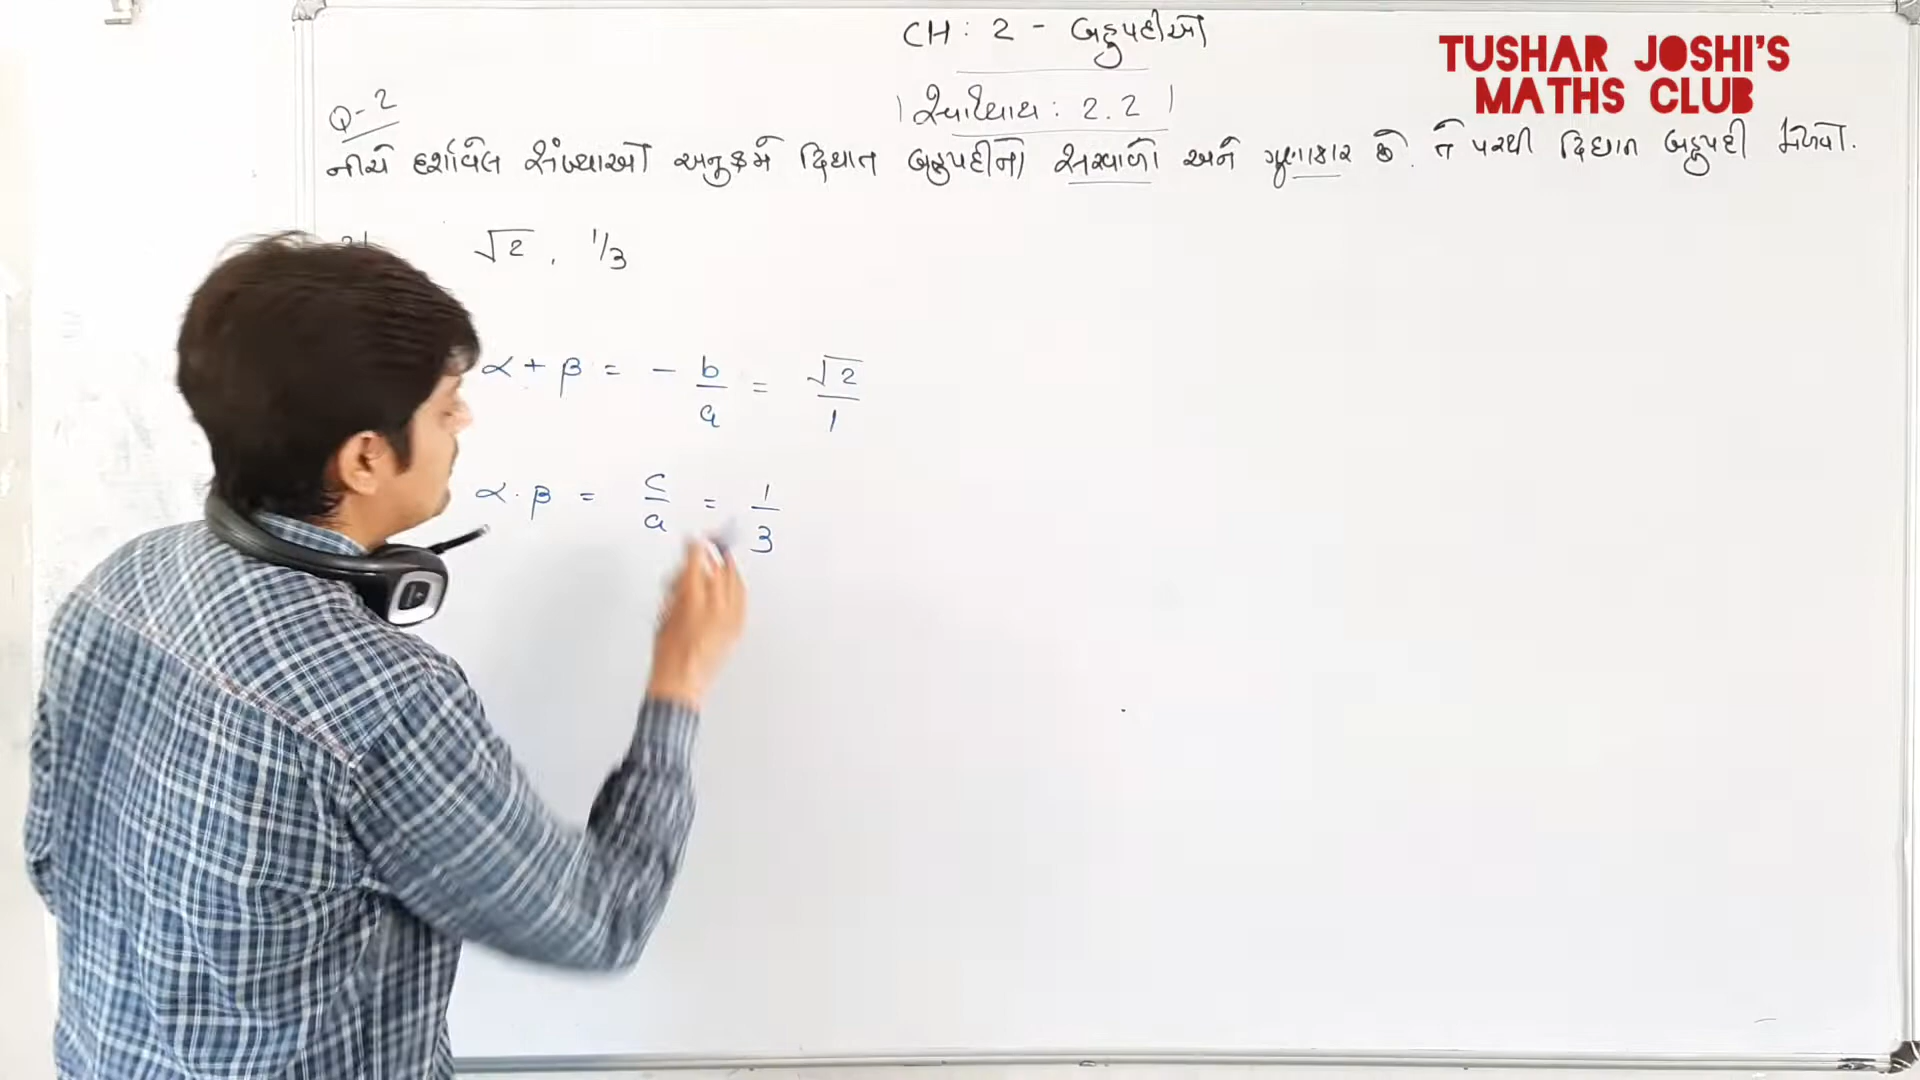 CH: 2 - બહુપદીઓ
TUSHAR JOSHI'S
MATHS CLUB
સ્વાધ્યાય: 2.2
Q-2
નીચે દર્શાવેલ સંખ્યાઓ અનુક્રમે દ્વિઘાત બહુપદીનો સરવાળો અને ગુણાકાર છે. તે પરથી દ્વિઘાત બહુપદી મેળવો.
√2, 1/3
α + β = - b/a = √2/1
α · β = c/a = 1/3